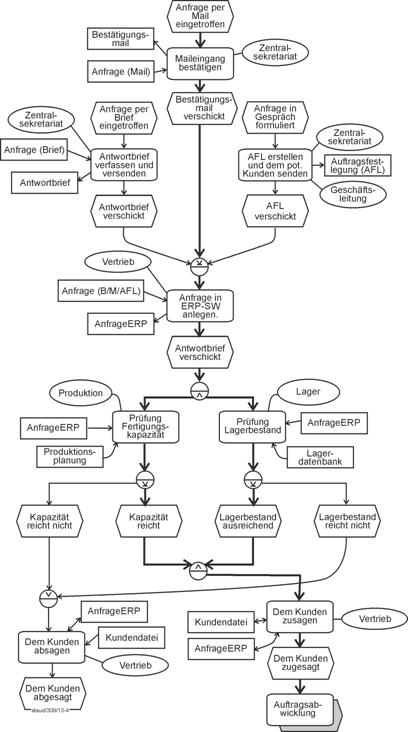 Anfrage per
Mail
eingetroffen
Bestätigungs-
mail
Anfrage (Mail)
Maileingang
bestätigen
Zentral-
sekretariat
Anfrage per
Brief
eingetroffen
Bestätigungs-
mail
verschickt
Anfrage in
Gespräch
formuliert
Zentral-
sekretariat
Anfrage (Brief)
Antwortbrief
Antwortbrief
verfassen und
versenden
AFL erstellen
und dem pot.
Kunden senden
Zentral-
sekretariat
Auftragsfest-
legung (AFL)
Geschäfts-
leitung
Antwortbrief
verschickt
AFL
verschickt
Vertrieb
Anfrage (B/M/AFL)
AnfrageERP
Anfrage in
ERP-SW
anlegen.
Antwortbrief
verschickt
Produktion
AnfrageERP
Produktions-
planung
Prüfung
Fertigungs-
kapazität
Prüfung
Lagerbestand
Lager
AnfrageERP
Lager-
datenbank
Kapazität
reicht nicht
Kapazität
reicht
Lagerbestand
ausreichend
Lagerbestand
reicht nicht
Dem Kunden
absagen
AnfrageERP
Kundendatei
Vertrieb
Kundendatei
AnfrageERP
Dem Kunden
zusagen
Vertrieb
Dem Kunden
abgesagt
Dem Kunden
zugesagt
staud/309/13-4
Auftragsab-
wicklung